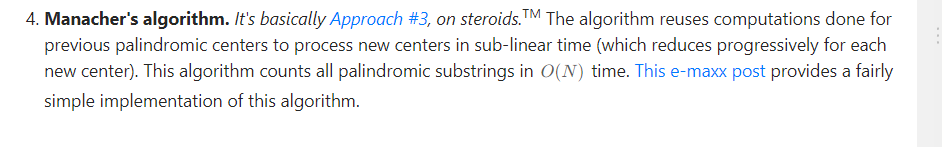 4. Manacher's algorithm. It's basically Approach #3, on steroids.™ The algorithm reuses computations done for
previous palindromic centers to process new centers in sub-linear time (which reduces progressively for each
new center). This algorithm counts all palindromic substrings in O(N) time. This e-maxx post provides a fairly
simple implementation of this algorithm.